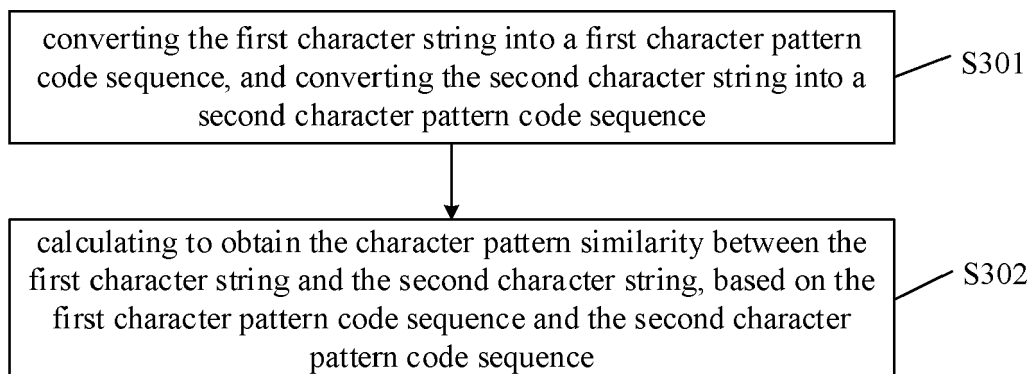 converting the first character string into a first character pattern
code sequence, and converting the second character string into a
second character pattern code sequence
S301
calculating to obtain the character pattern similarity between the
first character string and the second character string, based on the
first character pattern code sequence and the second character
pattern code sequence
S302